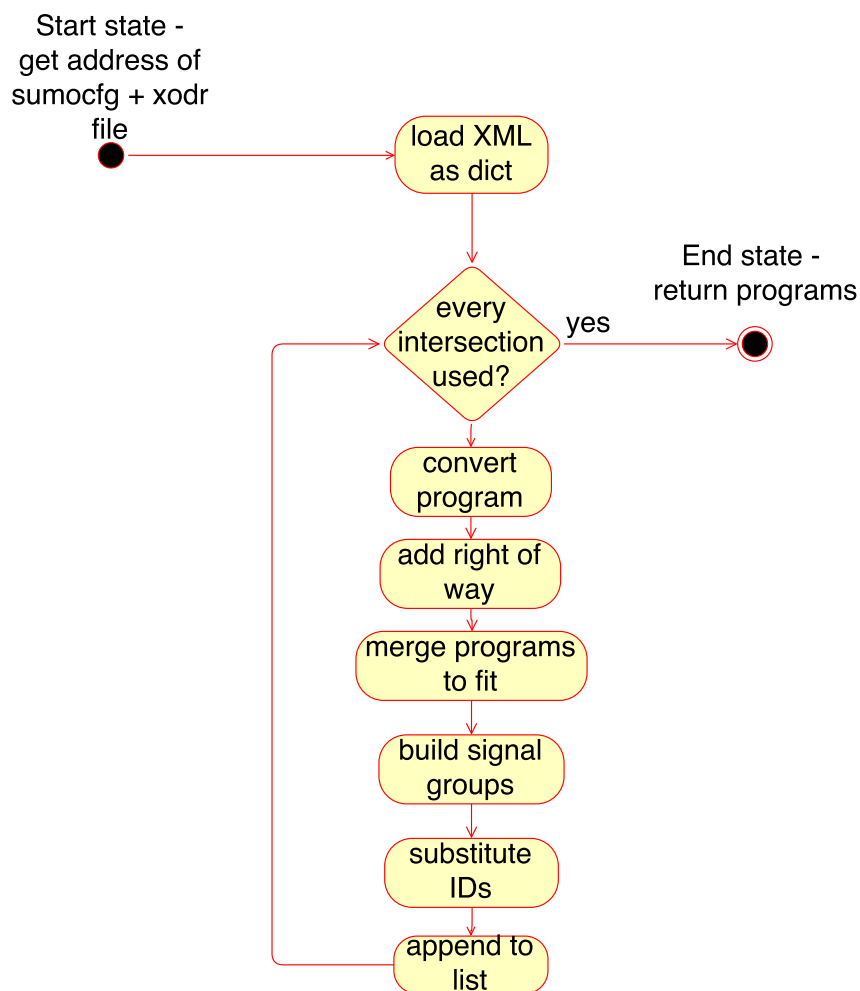 Start state -
get address of
sumocfg + xodr
file
load XML
as dict
End state -
return programs
every
intersection
used?
yes
convert
program
add right of
way
merge programs
to fit
build signal
groups
substitute
IDs
append to
list